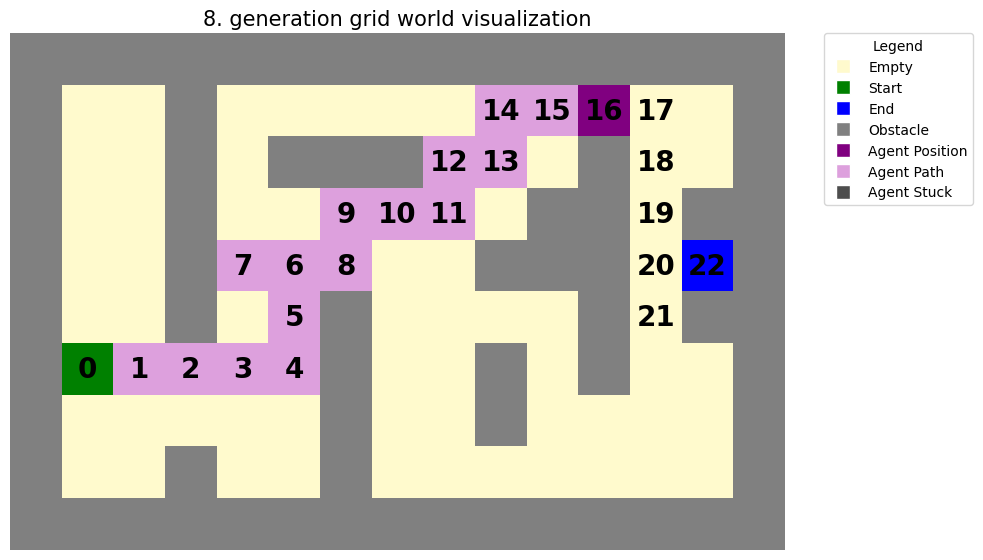 8. generation grid world visualization
Legend
Empty
Start
End
Obstacle
Agent Position
Agent Path
Agent Stuck
14 15 16 17
12 13 18
9 10 11 19
7 6 8 20 22
5 21
0 1 2 3 4